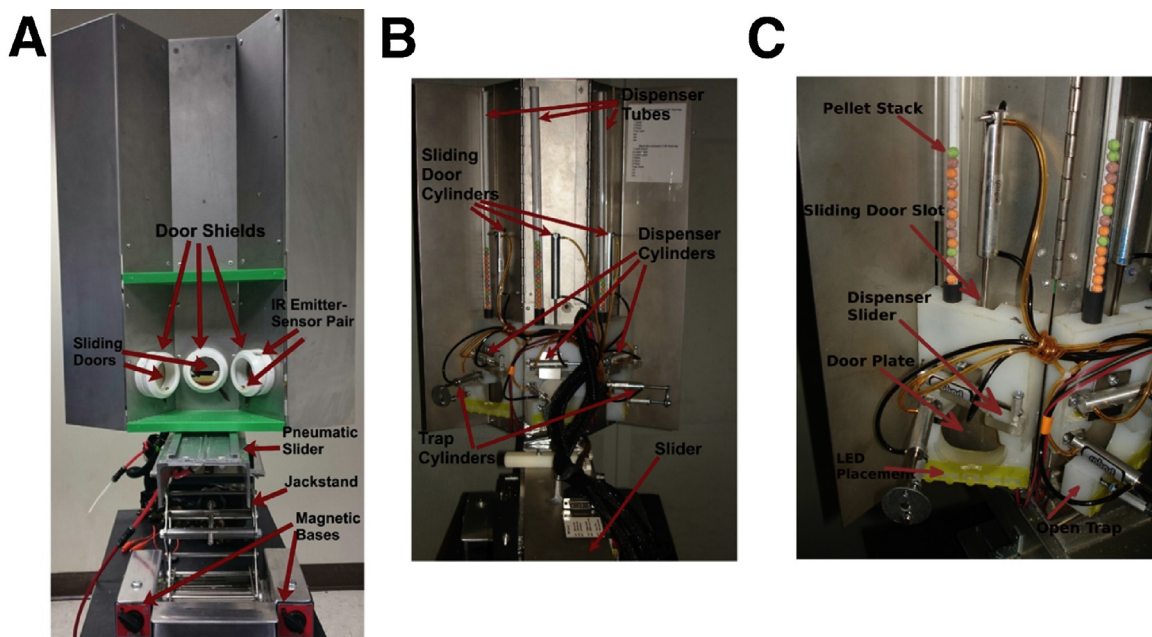 A
Door Shields
IR Emitter-
Sensor Pair
Sliding
Doors
Pneumatic
Slider
Jackstand
Magnetic
Bases
B
Dispenser
Tubes
Sliding
Door
Cylinders
Dispenser
Cylinders
Trap
Cylinders
Slider
C
Pellet Stack
Sliding Door Slot
Dispenser
Slider
Door Plate
LED
Placement
Open Trap